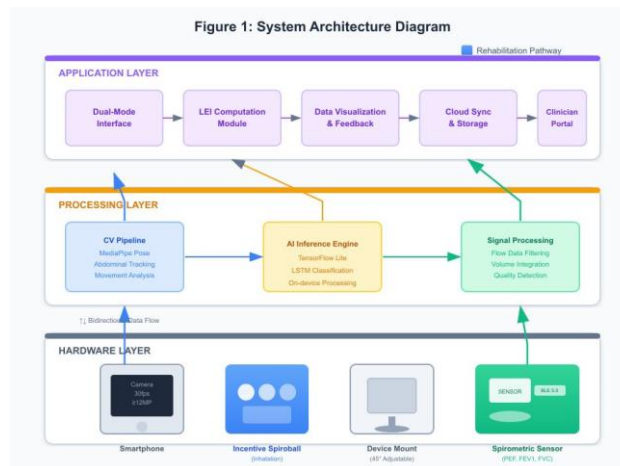 Figure 1: System Architecture Diagram
Rehabilitation Pathway
APPLICATION LAYER
Dual-Mode
Interface
LEI Computation
Module
Data Visualization
& Feedback
Cloud Sync
& Storage
Clinician
Portal
PROCESSING LAYER
CV Pipeline
MediaPipe Pose
Abdominal Tracking
Movement Analysis
AI Inference Engine
TensorFlow Lite
LSTM Classification
On-device Processing
Signal Processing
Flow Data Filtering
Volume Integration
Quality Detection
↑↓ Bidirectional Data Flow
HARDWARE LAYER
Camera
30fps
≥12MP
SENSOR
BLE 5.0
Smartphone
Incentive Spiroball
(Inhalation)
Device Mount
(45° Adjustable)
Spirometric Sensor
(PEF, FEV1, FVC)